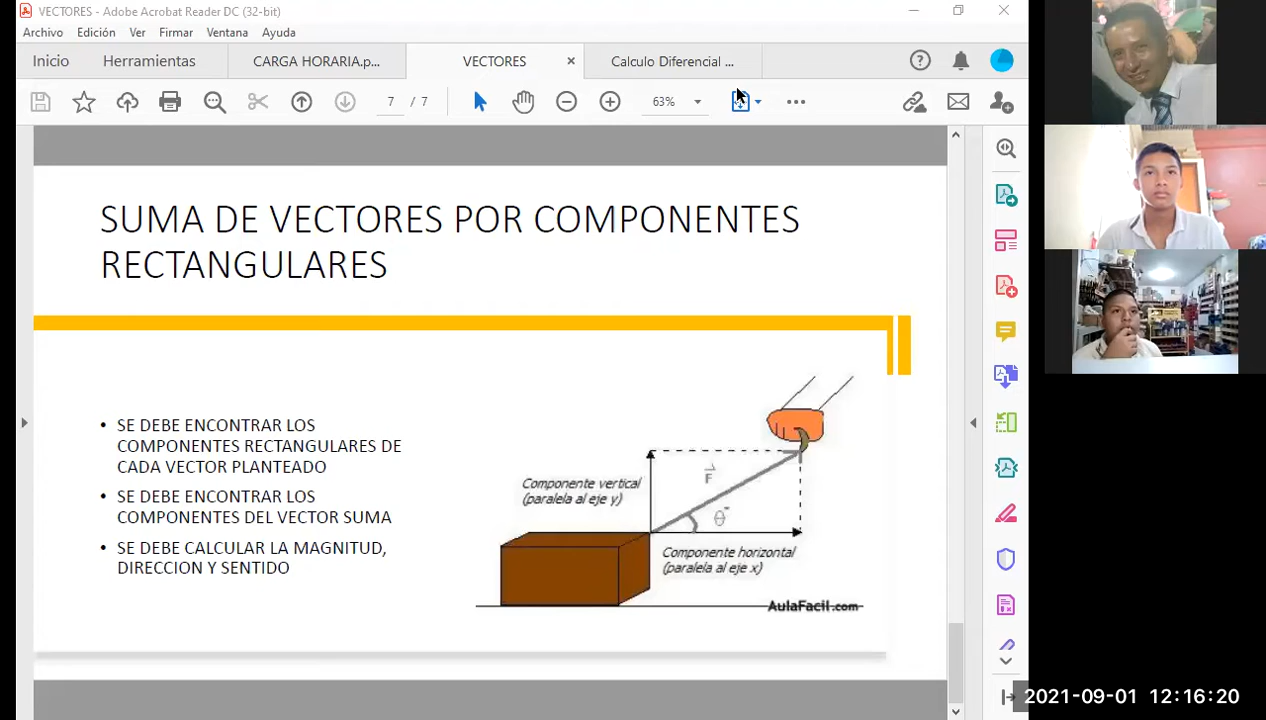 VECTORES - Adobe Acrobat Reader DC (32-bit)
Archivo Edición Ver Firmar Ventana Ayuda
Inicio Herramientas CARGA HORARIA.p... VECTORES × Calculo Diferencial ...
7 / 7 63%
SUMA DE VECTORES POR COMPONENTES
RECTANGULARES
• SE DEBE ENCONTRAR LOS
COMPONENTES RECTANGULARES DE
CADA VECTOR PLANTEADO
• SE DEBE ENCONTRAR LOS
COMPONENTES DEL VECTOR SUMA
• SE DEBE CALCULAR LA MAGNITUD,
DIRECCION Y SENTIDO
Componente vertical
(paralela al eje y)
F
θ
Componente horizontal
(paralela al eje x)
AulaFacil.com
2021-09-01 12:16:20